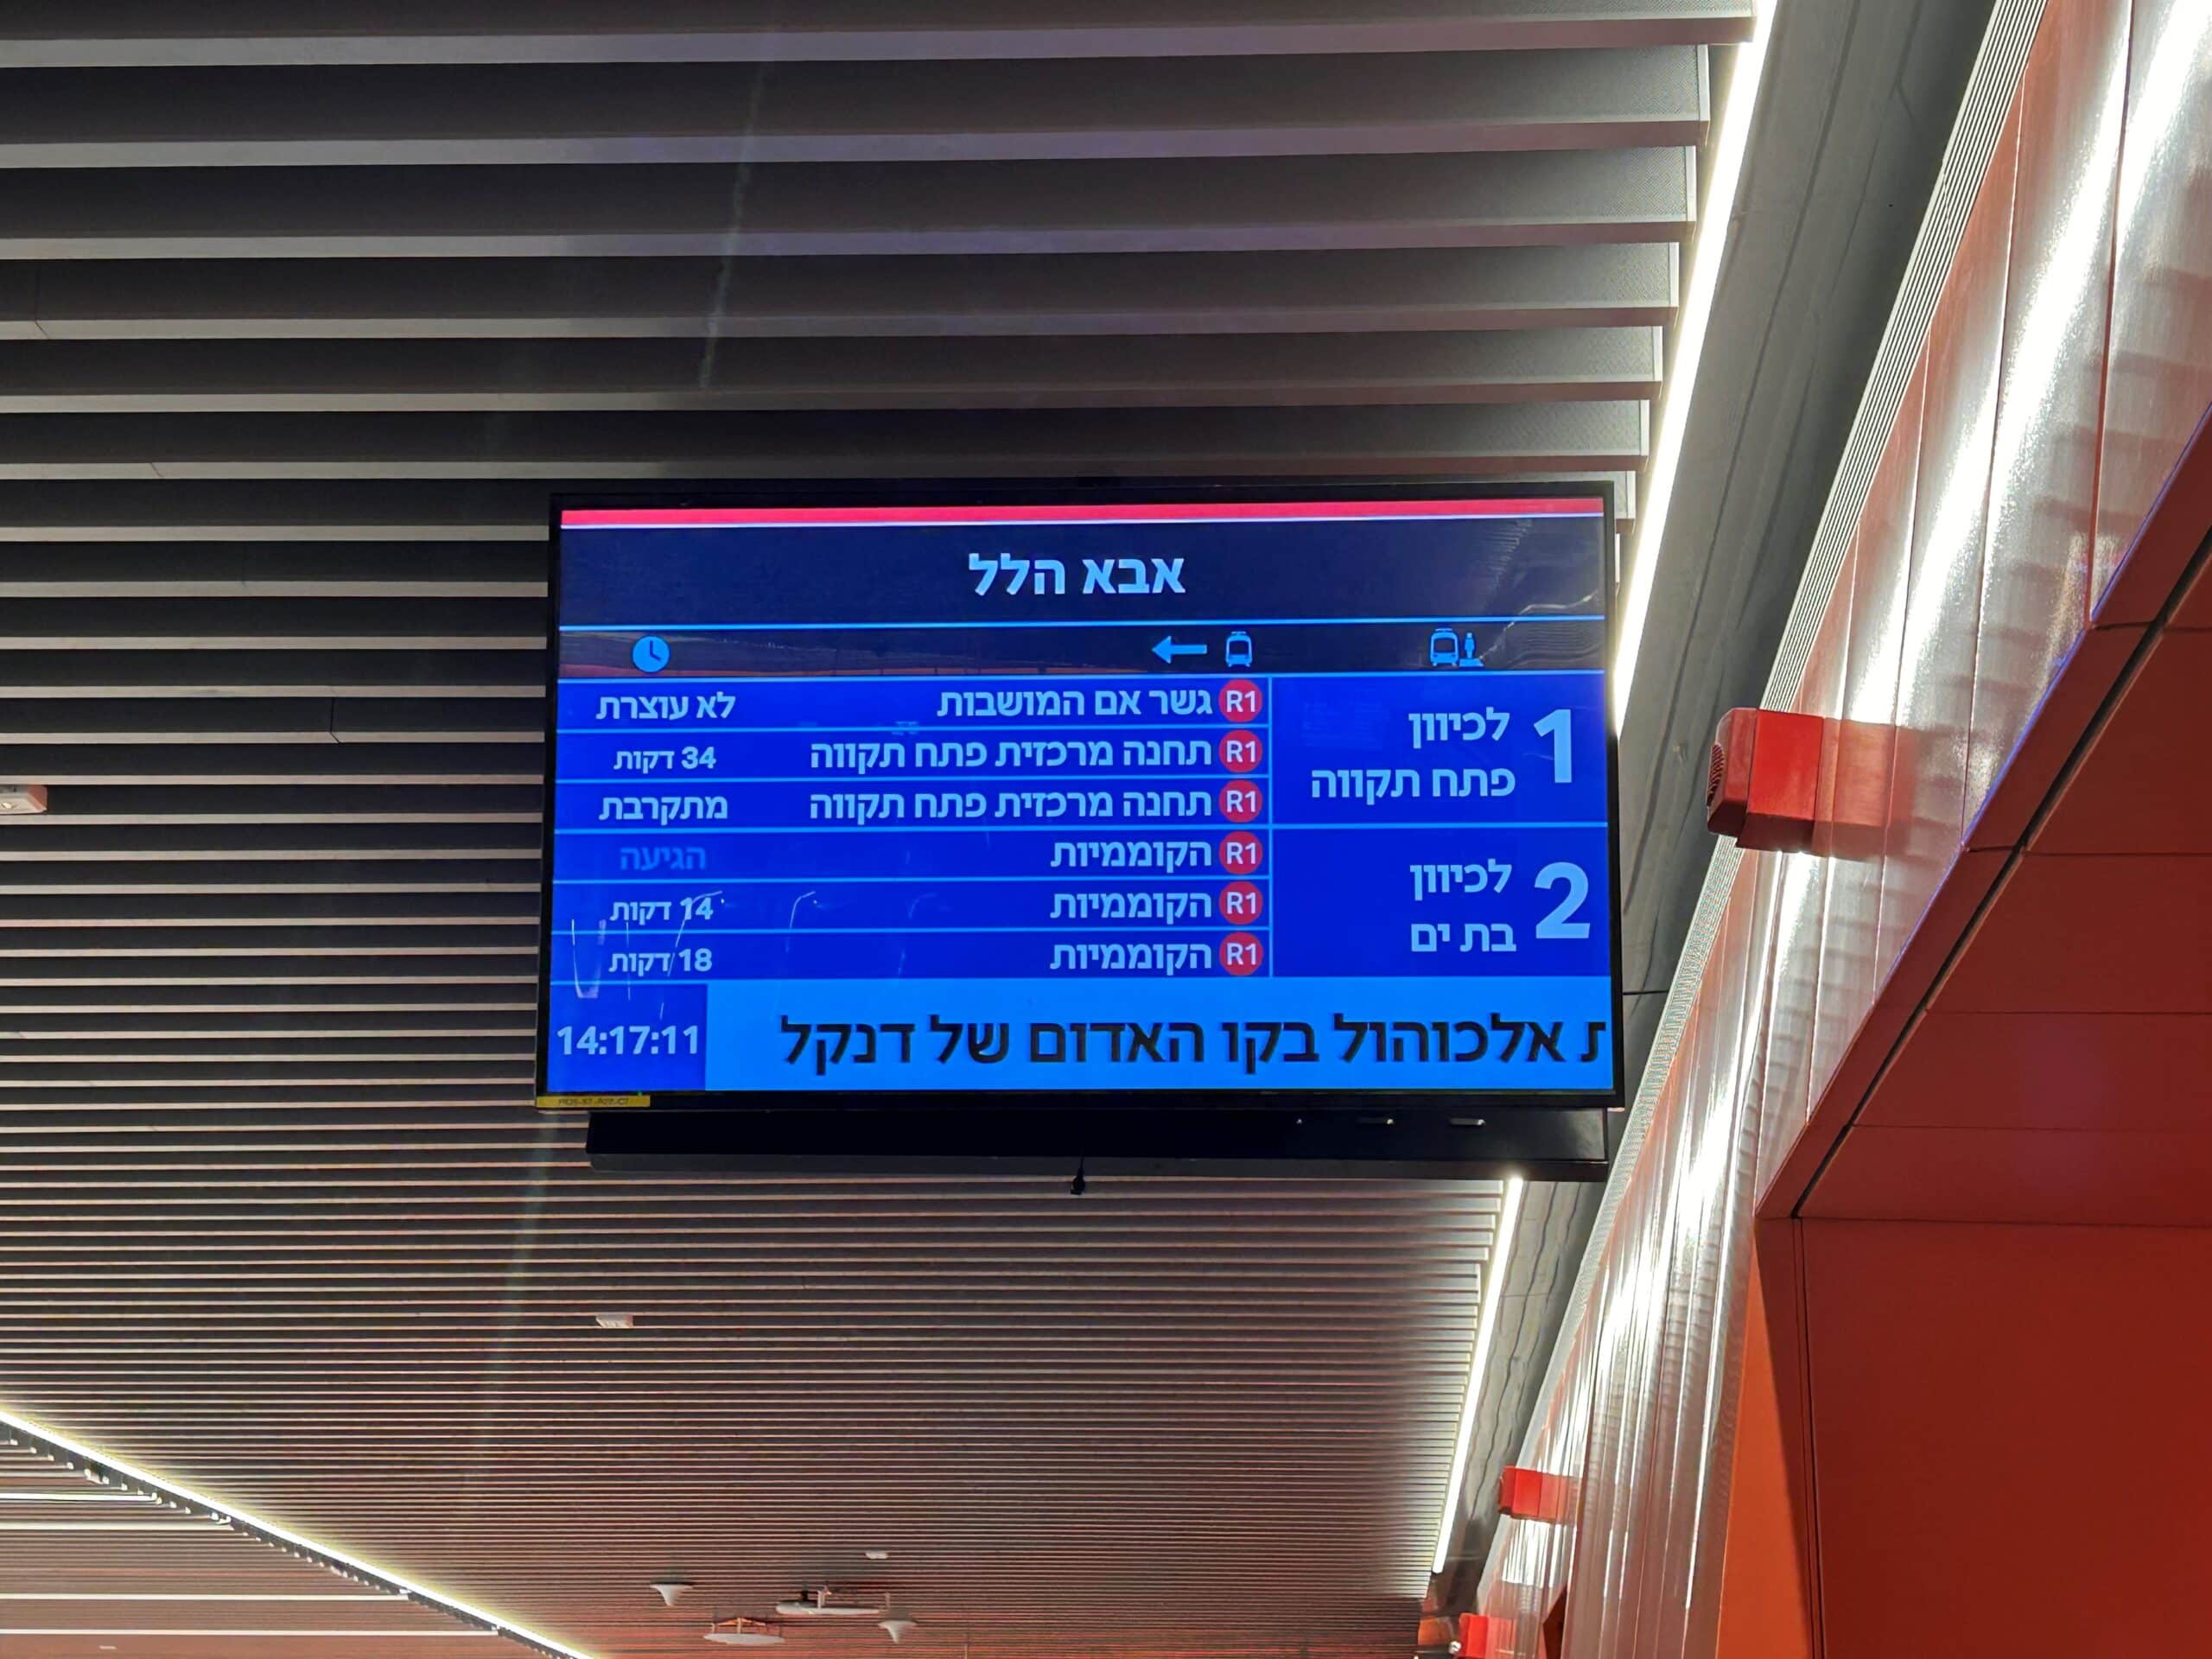 אבא הלל
1 לכיוון
פתח תקווה
R1 גשר אם המושבות לא עוצרת
R1 תחנה מרכזית פתח תקווה 34 דקות
R1 תחנה מרכזית פתח תקווה מתקרבת
2 לכיוון
בת ים
R1 הקוממיות הגיעה
R1 הקוממיות 14 דקות
R1 הקוממיות 18 דקות
אלכוהול בקו האדום של דנקל
14:17:11